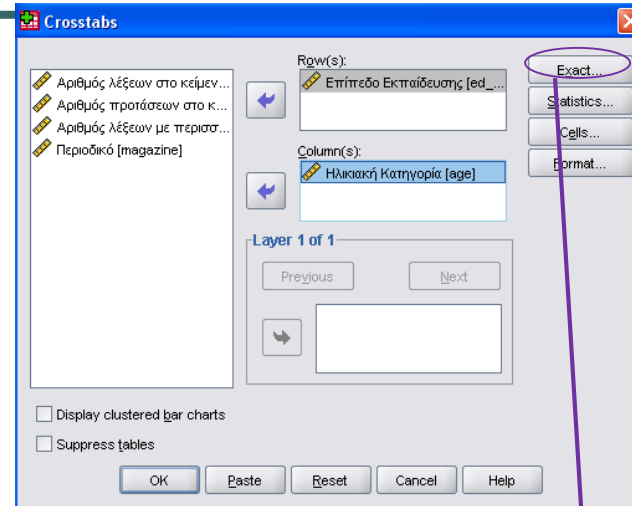 Crosstabs
Αριθμός λέξεων στο κείμεν...
Αριθμός προτάσεων στο κ...
Αριθμός λέξεων με περισσ...
Περιοδικό [magazine]
Row(s):
Επίπεδο Εκπαίδευσης [ed_...
Column(s):
Ηλικιακή Κατηγορία [age]
Layer 1 of 1
Previous
Next
Exact...
Statistics...
Cells...
Format...
Display clustered bar charts
Suppress tables
OK
Paste
Reset
Cancel
Help